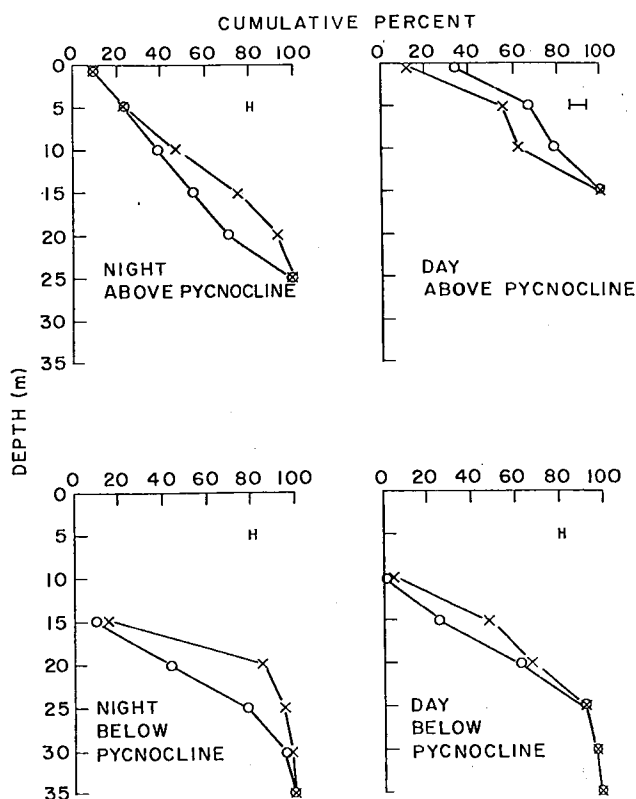 CUMULATIVE PERCENT
0 20 40 60 80 100
0 20 40 60 80 100
0
5
10
15
20
25
30
35
H
NIGHT
ABOVE PYCNOCLINE
DAY
ABOVE PYCNOCLINE
DEPTH (m)
0 20 40 60 80 100
0 20 40 60 80 100
0
5
10
15
20
25
30
35
H
H
NIGHT
BELOW
PYCNOCLINE
DAY
BELOW
PYCNOCLINE